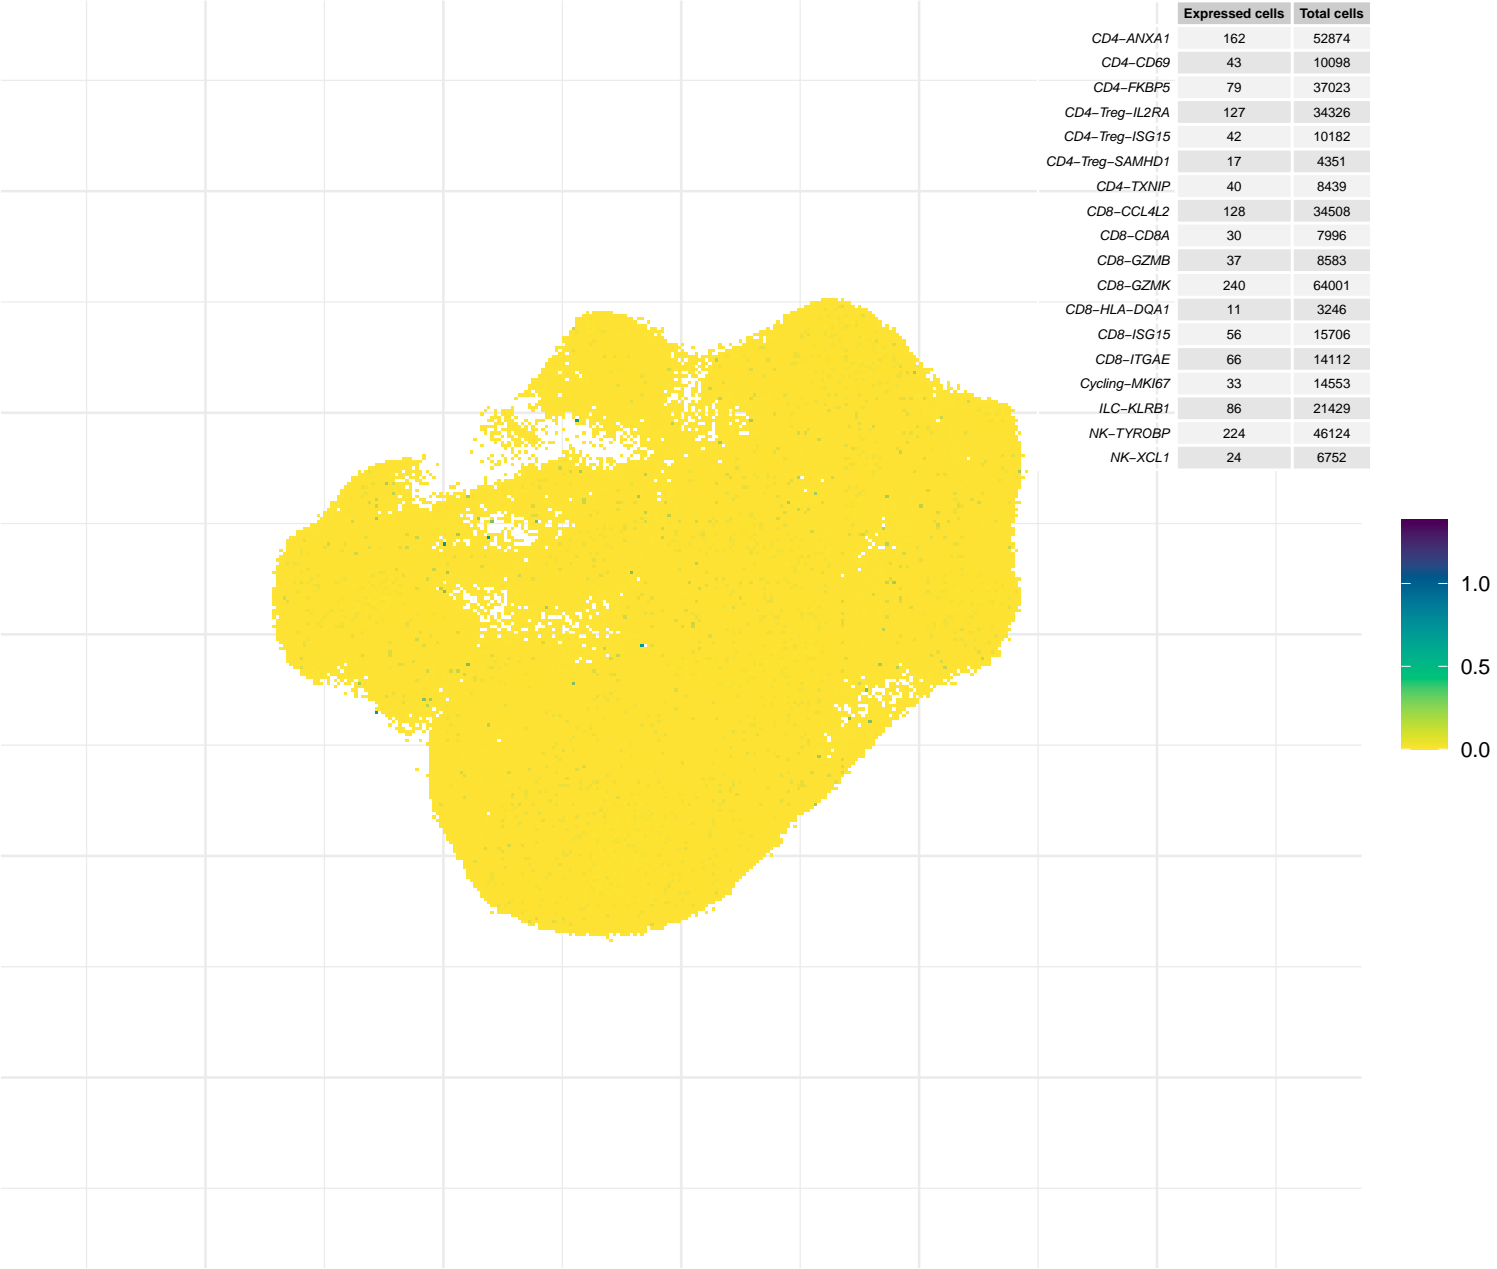 Expressed cells Total cells
CD4−ANXA1 162 52874
CD4−CD69 43 10098
CD4−FKBP5 79 37023
CD4−Treg−IL2RA 127 34326
CD4−Treg−ISG15 42 10182
CD4−Treg−SAMHD1 17 4351
CD4−TXNIP 40 8439
CD8−CCL4L2 128 34508
CD8−CD8A 30 7996
CD8−GZMB 37 8583
CD8−GZMK 240 64001
CD8−HLA−DQA1 11 3246
CD8−ISG15 56 15706
CD8−ITGAE 66 14112
Cycling−MKI67 33 14553
ILC−KLRB1 86 21429
NK−TYROBP 224 46124
NK−XCL1 24 6752
1.0
0.5
0.0